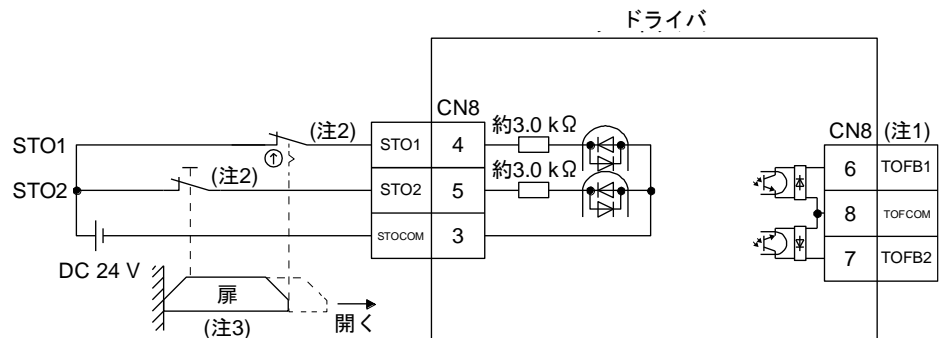 ドライバ
CN8
STO1
(注2)
STO1
4
約3.0 kΩ
CN8
(注1)
6
TOFB1
STO2
(注2)
STO2
5
約3.0 kΩ
8
TOFCOM
STOCOM
3
7
TOFB2
DC 24 V
扉
(注3)
開く